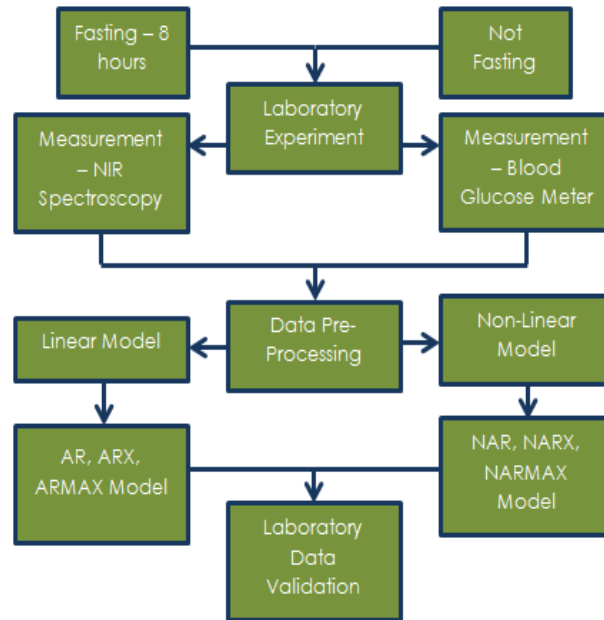 Fasting – 8
hours
Not
Fasting
Laboratory
Experiment
Measurement
– NIR
Spectroscopy
Measurement
– Blood
Glucose Meter
Data Pre-
Processing
Linear Model
Non-Linear
Model
AR, ARX,
ARMAX Model
NAR, NARX,
NARMAX
Model
Laboratory
Data
Validation